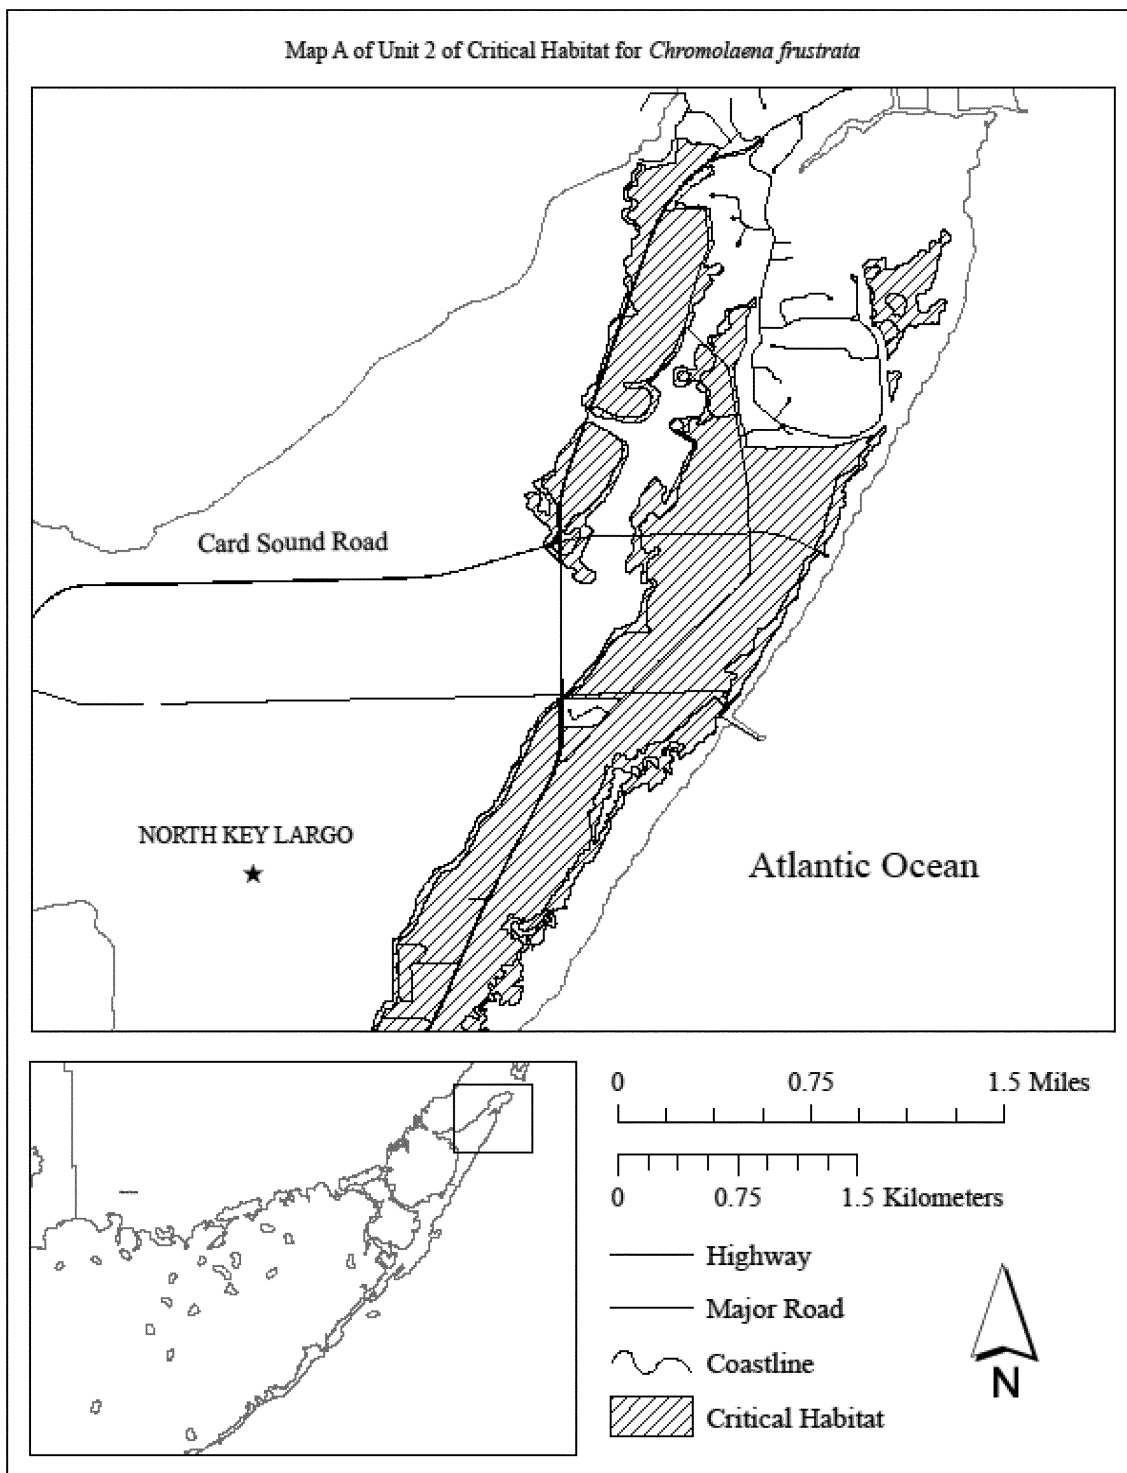 Map A of Unit 2 of Critical Habitat for Chromolaena frustrata
Card Sound Road
NORTH KEY LARGO
Atlantic Ocean
0 0.75 1.5 Miles
0 0.75 1.5 Kilometers
Highway
Major Road
Coastline
Critical Habitat
N